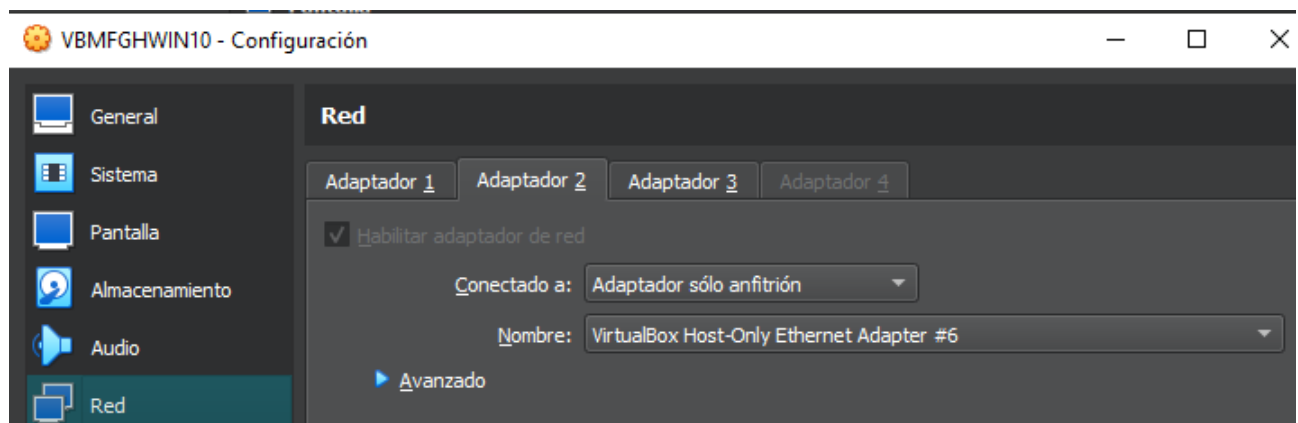 VBMFGHWIN10 - Configuración
General
Red
Sistema
Adaptador 1 Adaptador 2 Adaptador 3 Adaptador 4
Pantalla
Habilitar adaptador de red
Almacenamiento
Conectado a: Adaptador sólo anfitrión
Audio
Nombre: VirtualBox Host-Only Ethernet Adapter #6
Red
Avanzado